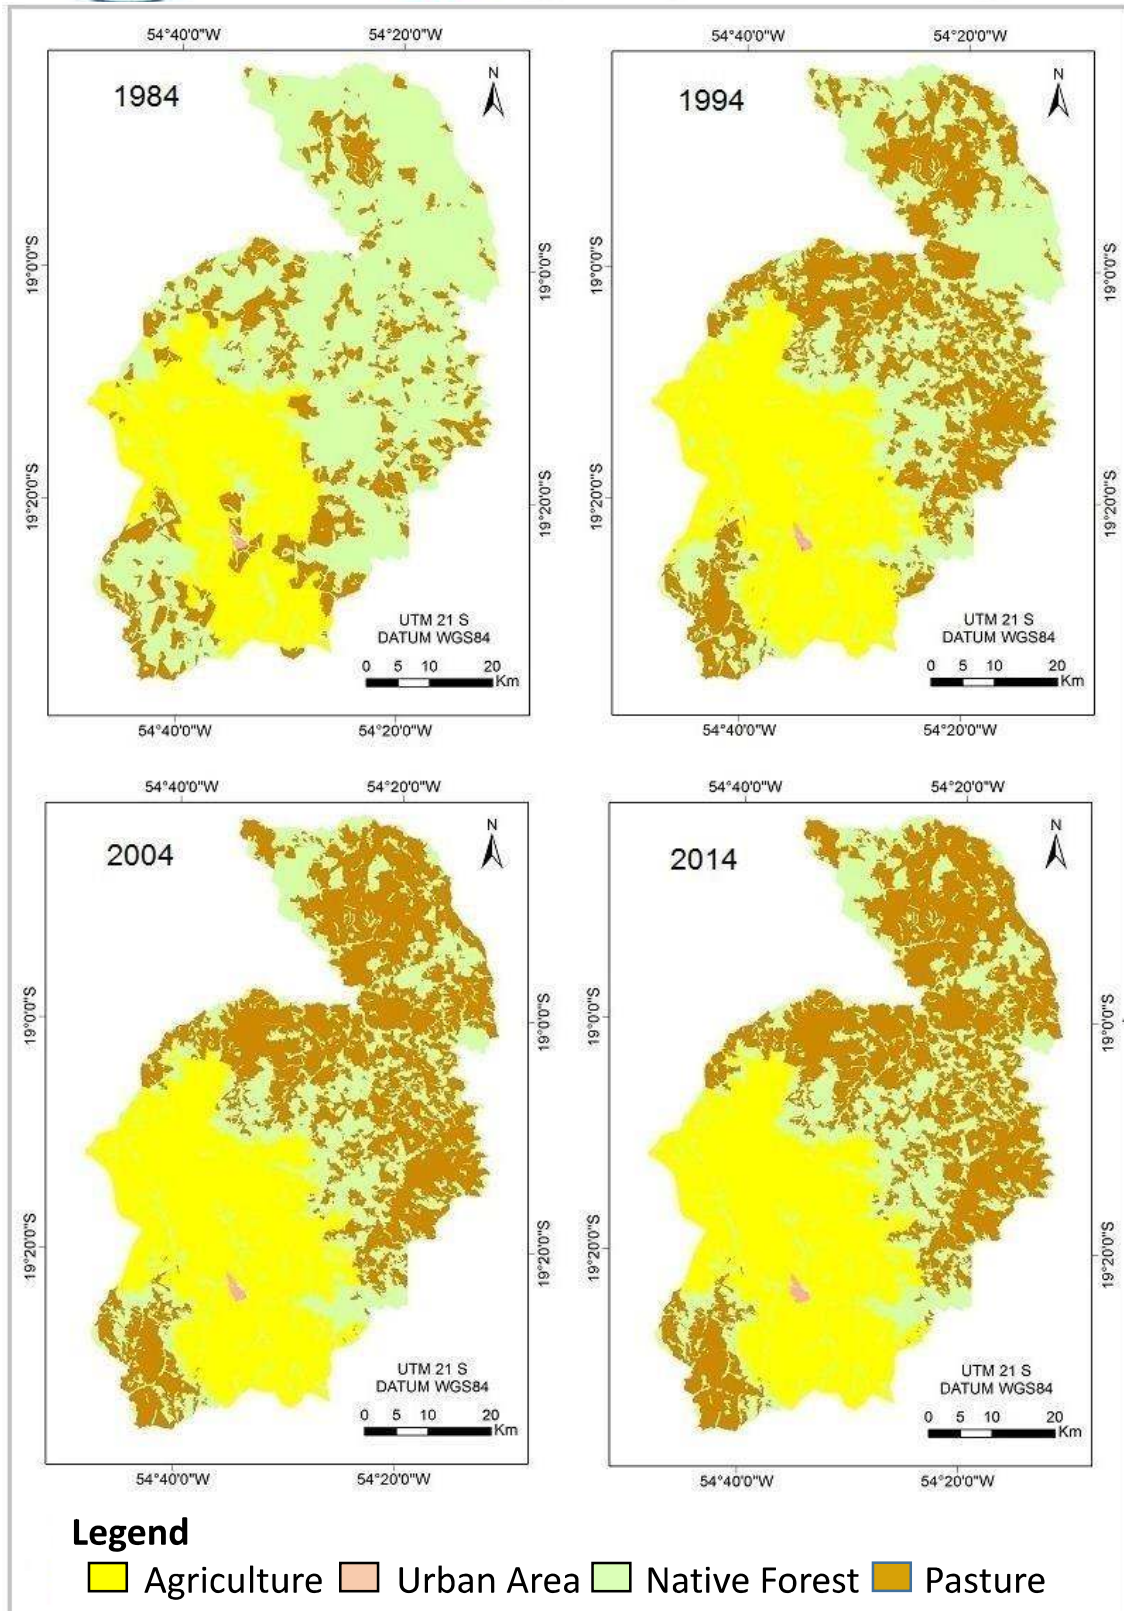 54°40'0"W 54°20'0"W
1984
N
19°0'0"S 19°0'0"S
19°20'0"S 19°20'0"S
UTM 21 S
DATUM WGS84
0 5 10 20
Km
54°40'0"W 54°20'0"W
54°40'0"W 54°20'0"W
1994
N
19°0'0"S 19°0'0"S
19°20'0"S 19°20'0"S
UTM 21 S
DATUM WGS84
0 5 10 20
Km
54°40'0"W 54°20'0"W
54°40'0"W 54°20'0"W
2004
N
19°0'0"S 19°0'0"S
19°20'0"S 19°20'0"S
UTM 21 S
DATUM WGS84
0 5 10 20
Km
54°40'0"W 54°20'0"W
54°40'0"W 54°20'0"W
2014
N
19°0'0"S 19°0'0"S
19°20'0"S 19°20'0"S
UTM 21 S
DATUM WGS84
0 5 10 20
Km
54°40'0"W 54°20'0"W
Legend
Agriculture Urban Area Native Forest Pasture